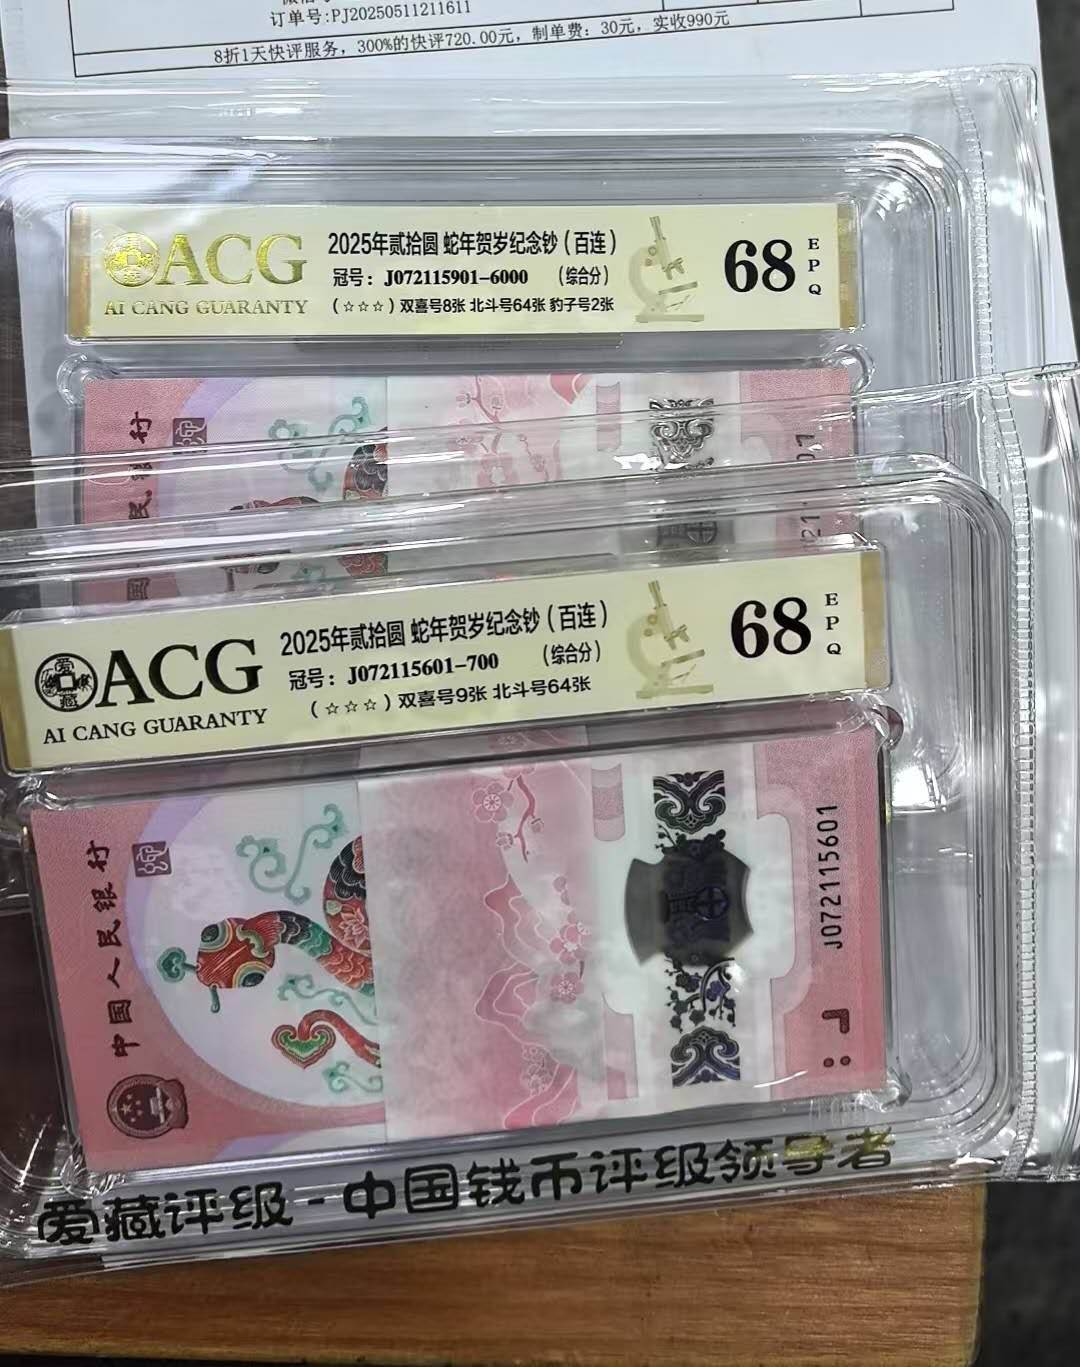 订单号:PJ20250511211611
8折1天快评服务，300%的快评720.00元，制单费：30元，实收990元
ACG
AI CANG GUARANTY
2025年贰拾圆 蛇年贺岁纪念钞（百连）
冠号：J072115901-6000 （综合分）
（☆☆☆）双喜号8张 北斗号64张 豹子号2张
68
EPQ
爱藏
ACG
AI CANG GUARANTY
2025年贰拾圆 蛇年贺岁纪念钞（百连）
冠号：J072115601-700 （综合分）
（☆☆☆）双喜号9张 北斗号64张
68
EPQ
中国人民银行
J072115601
爱藏评级-中国钱币评级领导者